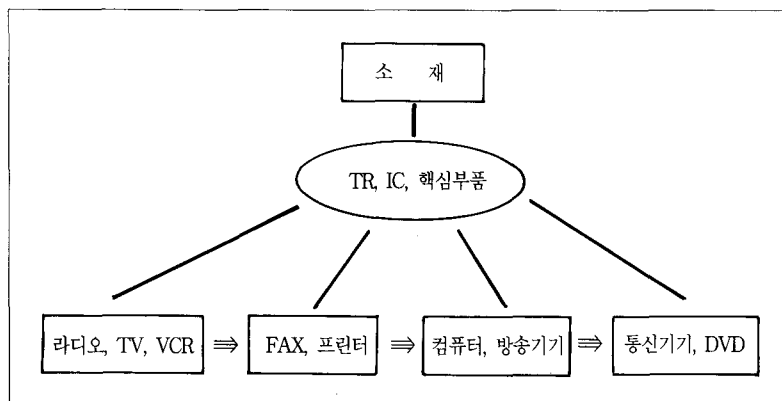 소 재
TR, IC, 핵심부품
라디오, TV, VCR ⇛ FAX, 프린터 ⇛ 컴퓨터, 방송기기 ⇛ 통신기기, DVD